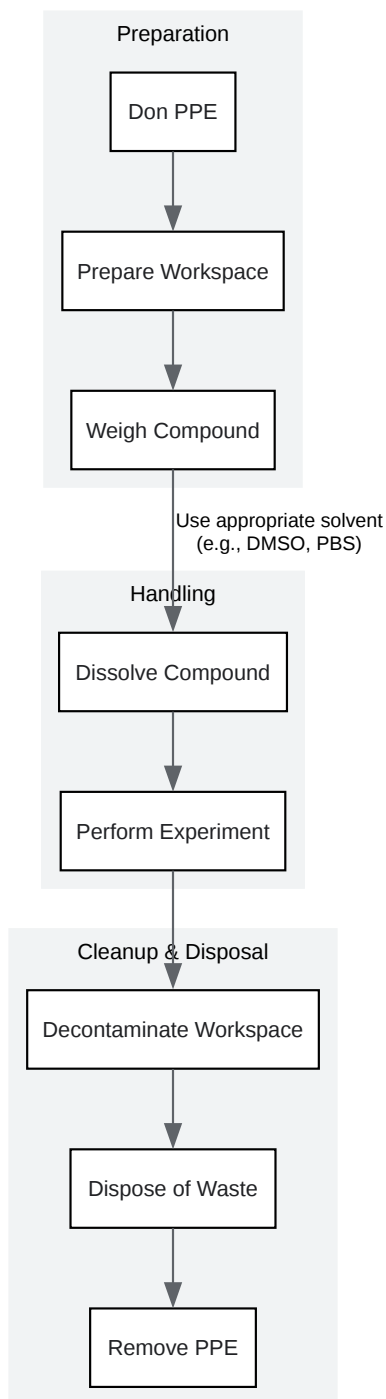 Preparation
Don PPE
Prepare Workspace
Weigh Compound
Use appropriate solvent
(e.g., DMSO, PBS)
Handling
Dissolve Compound
Perform Experiment
Cleanup & Disposal
Decontaminate Workspace
Dispose of Waste
Remove PPE